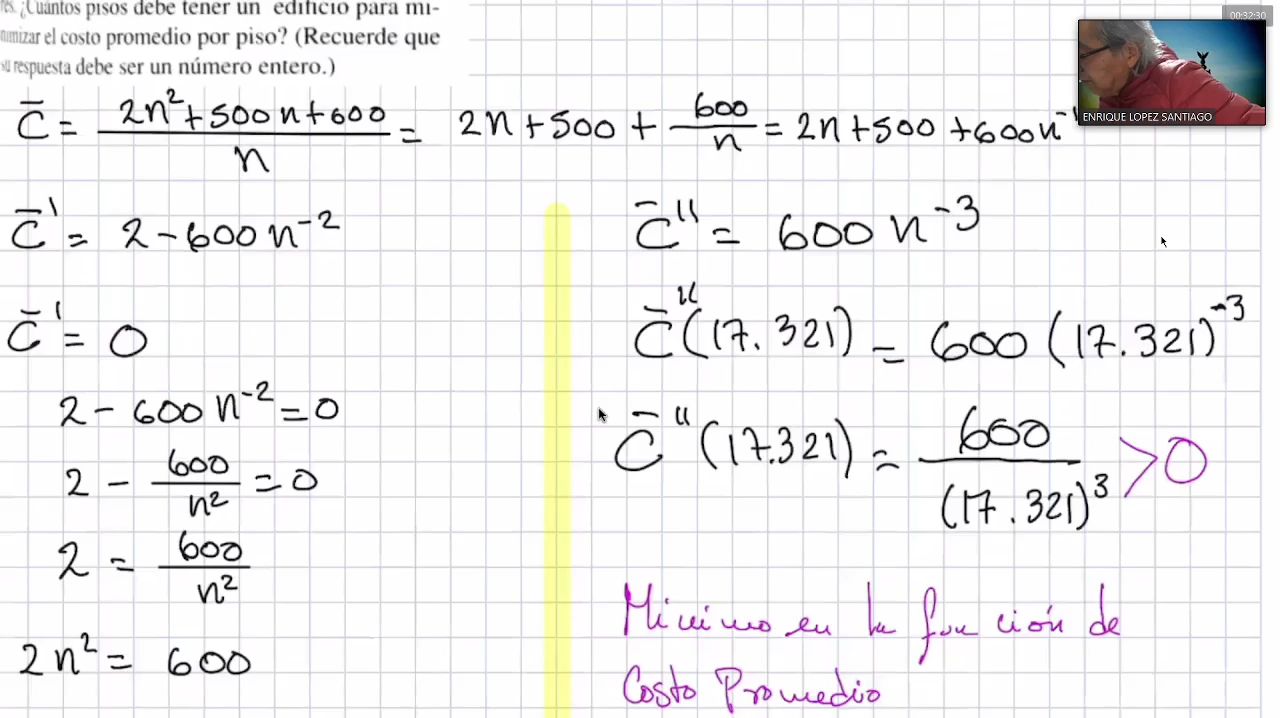 res. ¿Cuántos pisos debe tener un edificio para mi-
nimizar el costo promedio por piso? (Recuerde que
su respuesta debe ser un número entero.)
00:32:30
ENRIQUE LOPEZ SANTIAGO
C̄ = (2n² + 500n + 600)/n = 2n + 500 + 600/n = 2n + 500 + 600n⁻¹
C̄' = 2 - 600n⁻²
C̄' = 0
2 - 600n⁻² = 0
2 - 600/n² = 0
2 = 600/n²
2n² = 600
C̄'' = 600n⁻³
C̄''(17.321) = 600(17.321)⁻³
C̄''(17.321) = 600/(17.321)³ > 0
Minimo en la función de
Costo Promedio